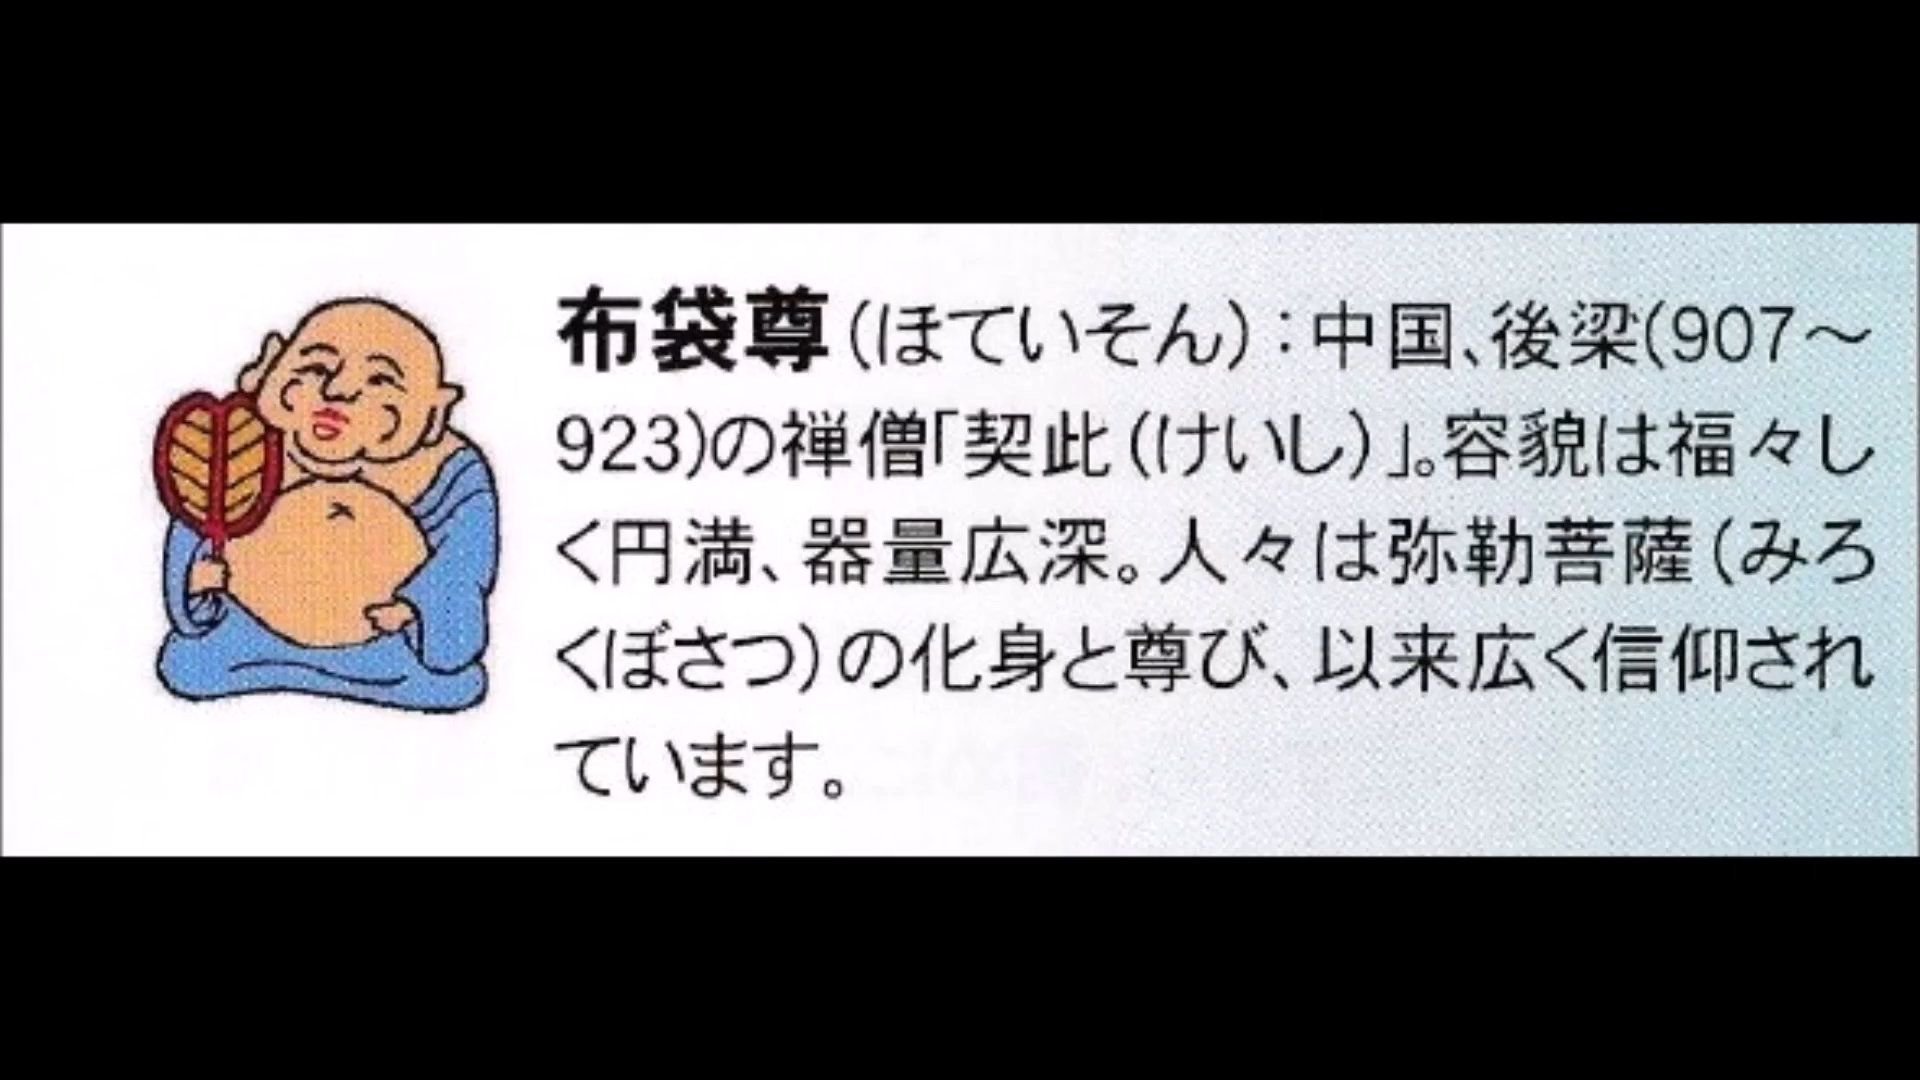 布袋尊（ほていそん）：中国、後梁(907～
923)の禅僧「契此（けいし）」。容貌は福々し
く円満、器量広深。人々は弥勒菩薩（みろ
くぼさつ）の化身と尊び、以来広く信仰され
ています。